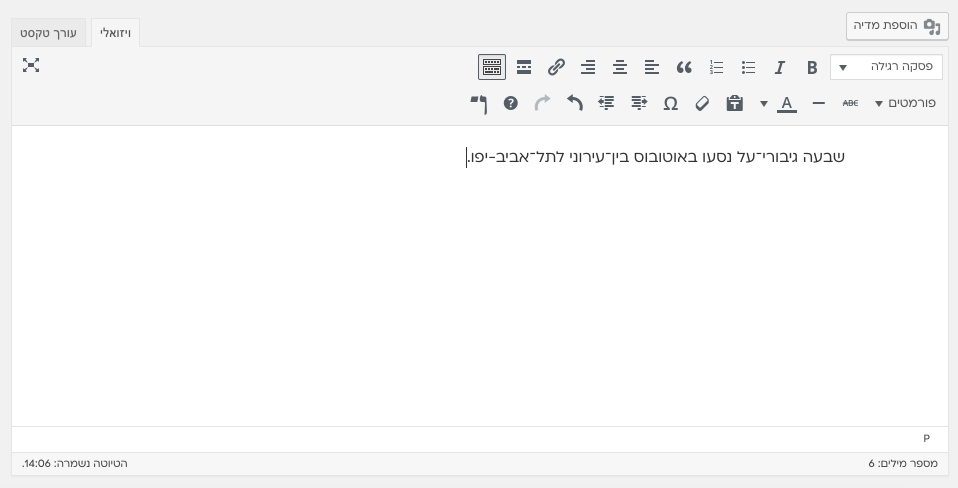 הוספת מדיה
ויזואלי
עורך טקסט
פסקה רגילה
פורמטים
ABC
A
שבעה גיבורי־על נסעו באוטובוס בין־עירוני לתל־אביב-יפו.
P
מספר מילים: 6
הטיוטה נשמרה: 14:06.